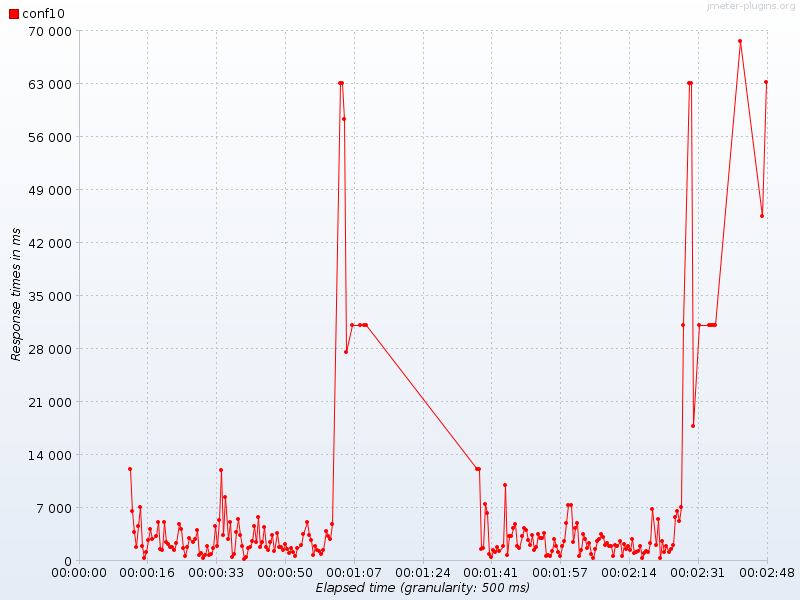 jmeter-plugins.org
conf10
70 000
63 000
56 000
49 000
42 000
35 000
28 000
21 000
14 000
7 000
0
Response times in ms
00:00:00 00:00:16 00:00:33 00:00:50 00:01:07 00:01:24 00:01:41 00:01:57 00:02:14 00:02:31 00:02:48
Elapsed time (granularity: 500 ms)